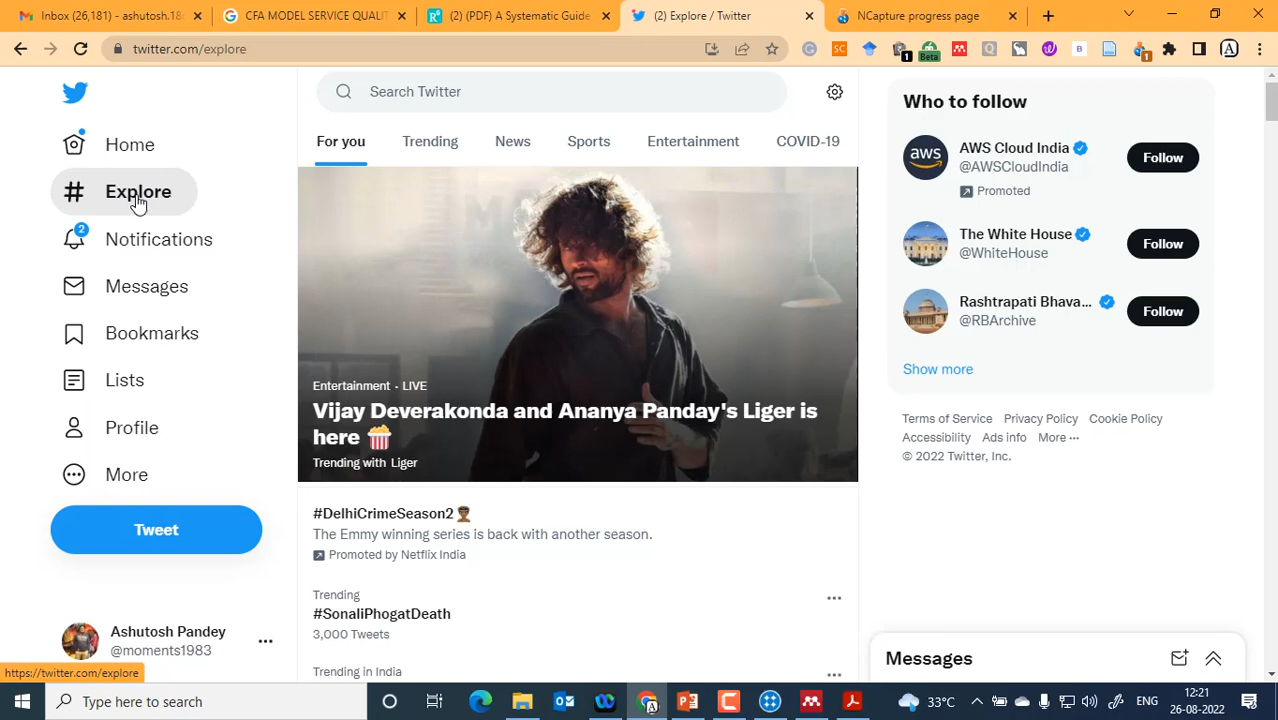 Inbox (26,181) - ashutosh.18
CFA MODEL SERVICE QUALIT
(2) (PDF) A Systematic Guide
(2) Explore / Twitter
NCapture progress page
twitter.com/explore
SC
Q
B
1
Beta
1
A
Search Twitter
For you
Trending
News
Sports
Entertainment
COVID-19
Home
Explore
2
Notifications
Messages
Bookmarks
Lists
Profile
More
Tweet
Ashutosh Pandey
@moments1983
https://twitter.com/explore
Entertainment · LIVE
Vijay Deverakonda and Ananya Panday's Liger is
here 🍿
Trending with Liger
#DelhiCrimeSeason2
The Emmy winning series is back with another season.
Promoted by Netflix India
Trending
#SonaliPhogatDeath
3,000 Tweets
Trending in India
Who to follow
aws
AWS Cloud India
@AWSCloudIndia
Promoted
Follow
The White House
@WhiteHouse
Follow
Rashtrapati Bhava...
@RBArchive
Follow
Show more
Terms of Service Privacy Policy Cookie Policy
Accessibility Ads info More ···
© 2022 Twitter, Inc.
Messages
Type here to search
33°C
ENG
12:21
26-08-2022